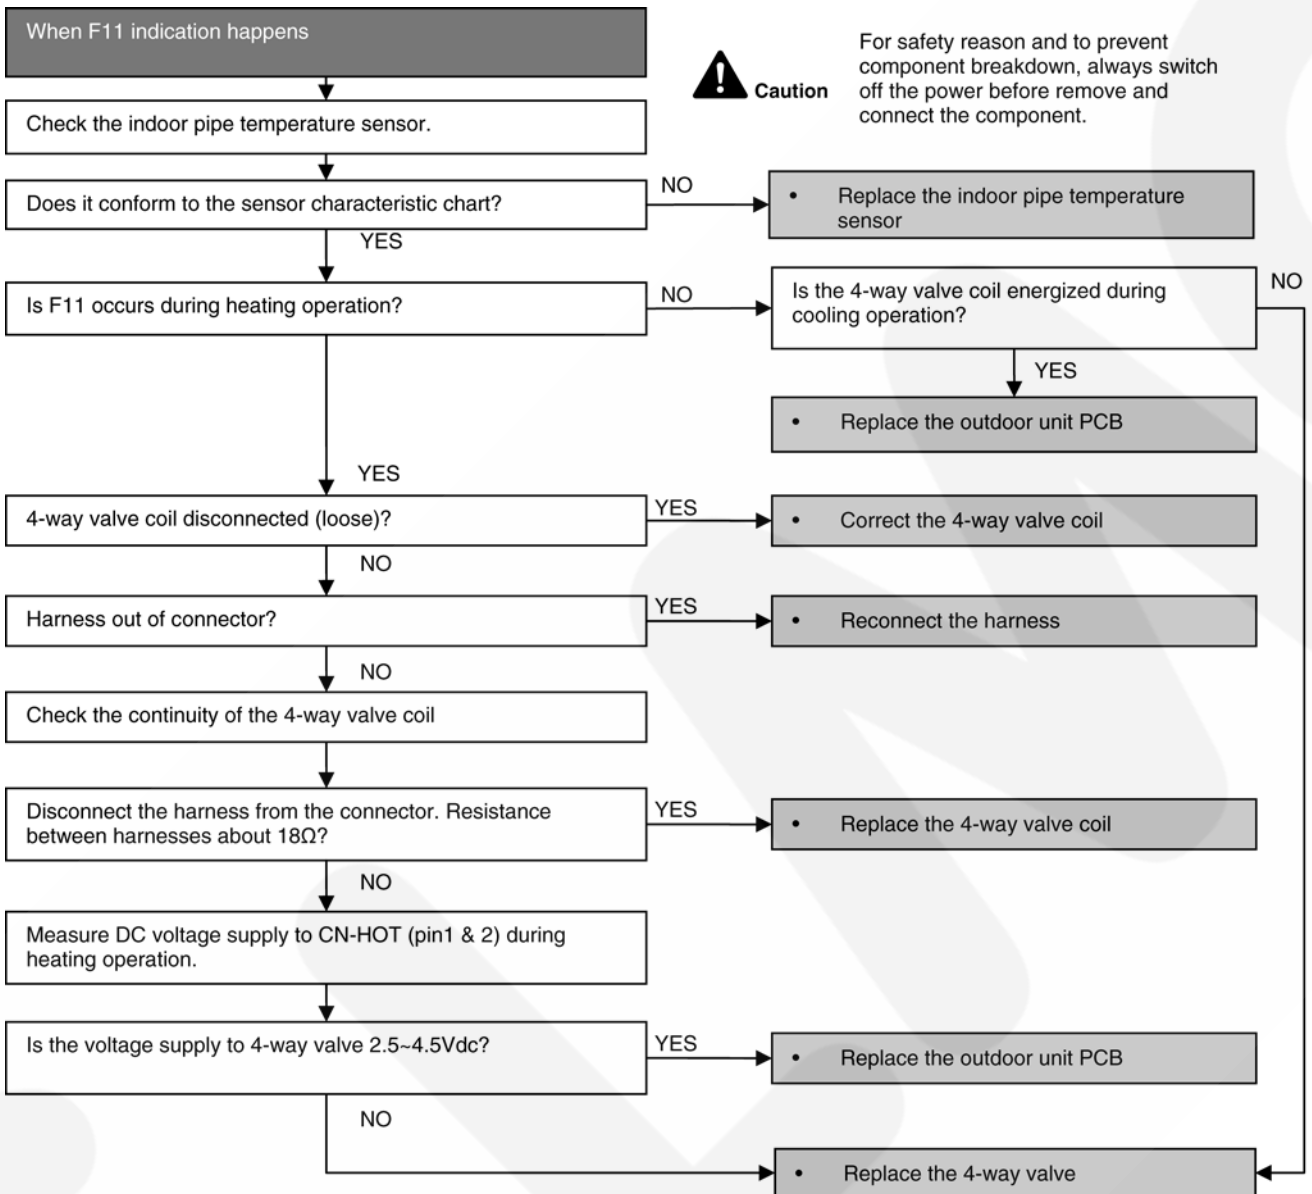 When F11 indication happens
Caution
For safety reason and to prevent
component breakdown, always switch
off the power before remove and
connect the component.
Check the indoor pipe temperature sensor.
Does it conform to the sensor characteristic chart?
NO
• Replace the indoor pipe temperature
sensor
YES
Is F11 occurs during heating operation?
NO
Is the 4-way valve coil energized during
cooling operation?
NO
YES
• Replace the outdoor unit PCB
YES
4-way valve coil disconnected (loose)?
YES
• Correct the 4-way valve coil
NO
Harness out of connector?
YES
• Reconnect the harness
NO
Check the continuity of the 4-way valve coil
Disconnect the harness from the connector. Resistance
between harnesses about 18Ω?
YES
• Replace the 4-way valve coil
NO
Measure DC voltage supply to CN-HOT (pin1 & 2) during
heating operation.
Is the voltage supply to 4-way valve 2.5~4.5Vdc?
YES
• Replace the outdoor unit PCB
NO
• Replace the 4-way valve